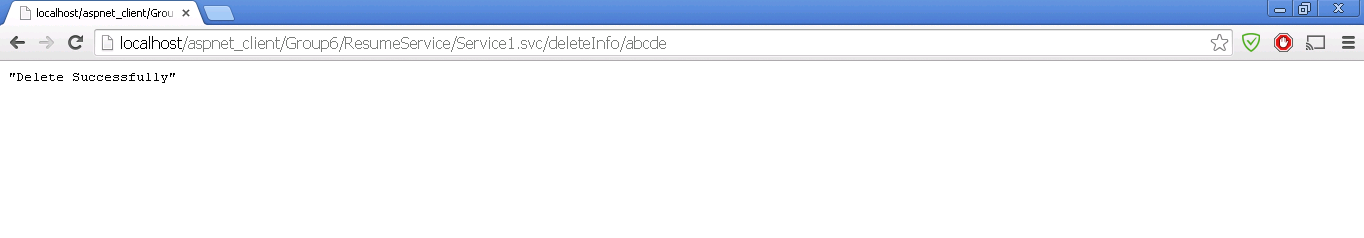 localhost/aspnet_client/Grou
localhost/aspnet_client/Group6/ResumeService/Service1.svc/deleteInfo/abcde
"Delete Successfully"